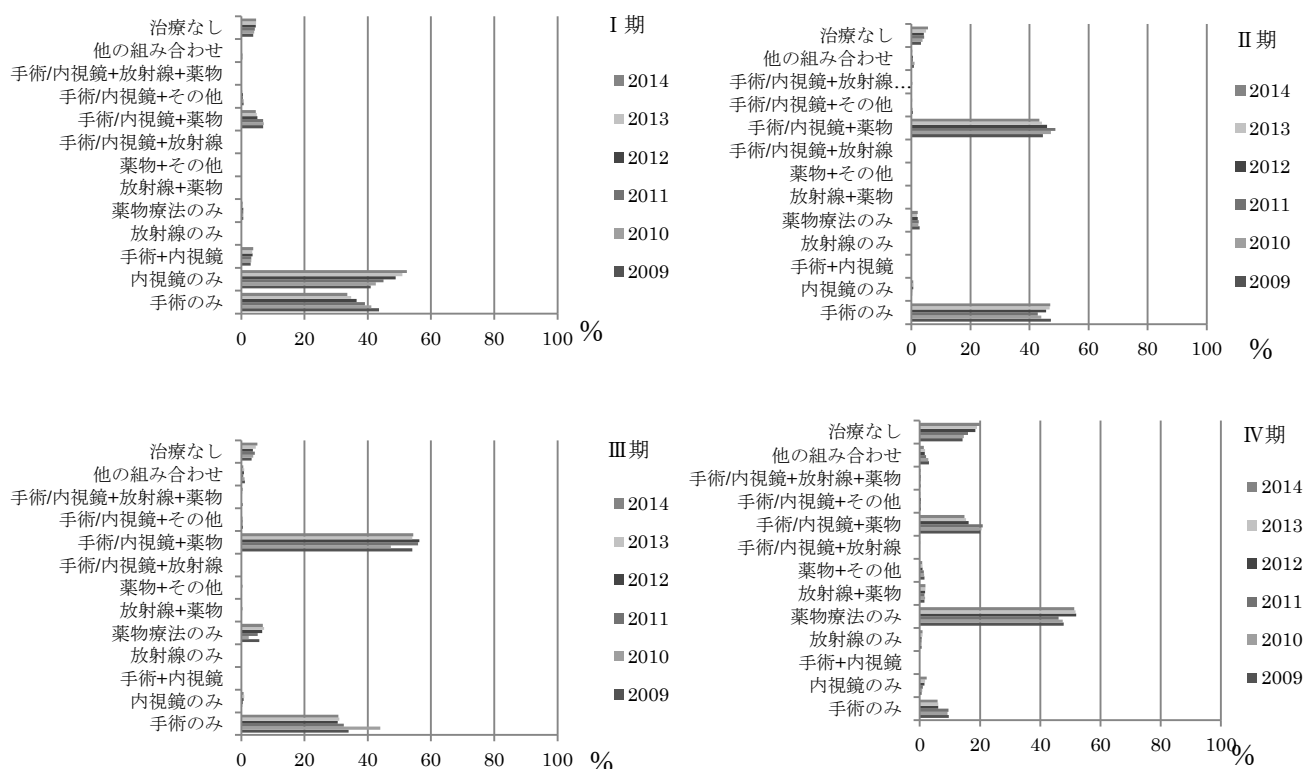 Ⅰ期
治療なし
他の組み合わせ
手術/内視鏡+放射線+薬物
手術/内視鏡+その他
手術/内視鏡+薬物
手術/内視鏡+放射線
薬物+その他
放射線+薬物
薬物療法のみ
放射線のみ
手術+内視鏡
内視鏡のみ
手術のみ
0 20 40 60 80 100 %
2014
2013
2012
2011
2010
2009
Ⅱ期
治療なし
他の組み合わせ
手術/内視鏡+放射線…
手術/内視鏡+その他
手術/内視鏡+薬物
手術/内視鏡+放射線
薬物+その他
放射線+薬物
薬物療法のみ
放射線のみ
手術+内視鏡
内視鏡のみ
手術のみ
0 20 40 60 80 100 %
2014
2013
2012
2011
2010
2009
Ⅲ期
治療なし
他の組み合わせ
手術/内視鏡+放射線+薬物
手術/内視鏡+その他
手術/内視鏡+薬物
手術/内視鏡+放射線
薬物+その他
放射線+薬物
薬物療法のみ
放射線のみ
手術+内視鏡
内視鏡のみ
手術のみ
0 20 40 60 80 100 %
2014
2013
2012
2011
2010
2009
Ⅳ期
治療なし
他の組み合わせ
手術/内視鏡+放射線+薬物
手術/内視鏡+その他
手術/内視鏡+薬物
手術/内視鏡+放射線
薬物+その他
放射線+薬物
薬物療法のみ
放射線のみ
手術+内視鏡
内視鏡のみ
手術のみ
0 20 40 60 80 100 %
2014
2013
2012
2011
2010
2009